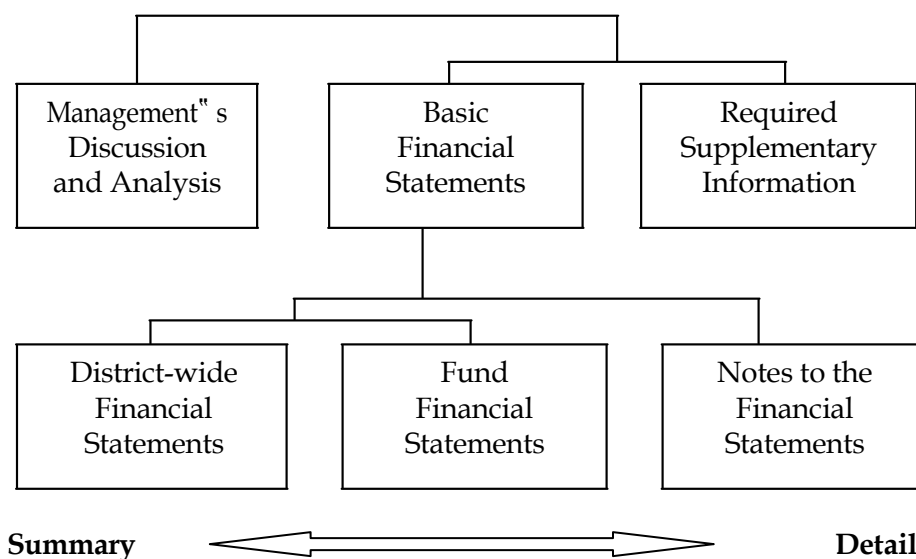 Management‟ s
Discussion
and Analysis
Basic
Financial
Statements
Required
Supplementary
Information
District-wide
Financial
Statements
Fund
Financial
Statements
Notes to the
Financial
Statements
Summary
Detail